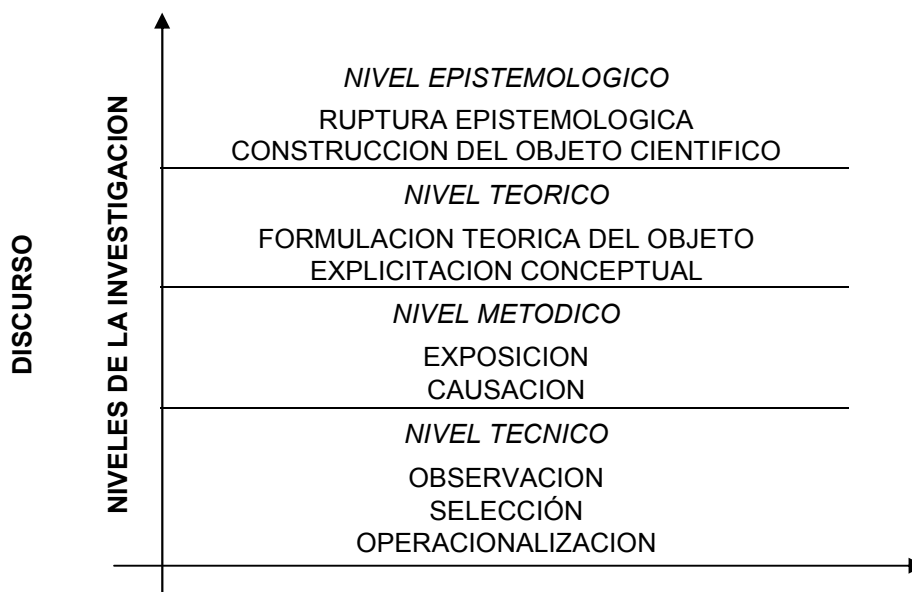 DISCURSO
NIVELES DE LA INVESTIGACION
NIVEL EPISTEMOLOGICO
RUPTURA EPISTEMOLOGICA
CONSTRUCCION DEL OBJETO CIENTIFICO
NIVEL TEORICO
FORMULACION TEORICA DEL OBJETO
EXPLICITACION CONCEPTUAL
NIVEL METODICO
EXPOSICION
CAUSACION
NIVEL TECNICO
OBSERVACION
SELECCIÓN
OPERACIONALIZACION